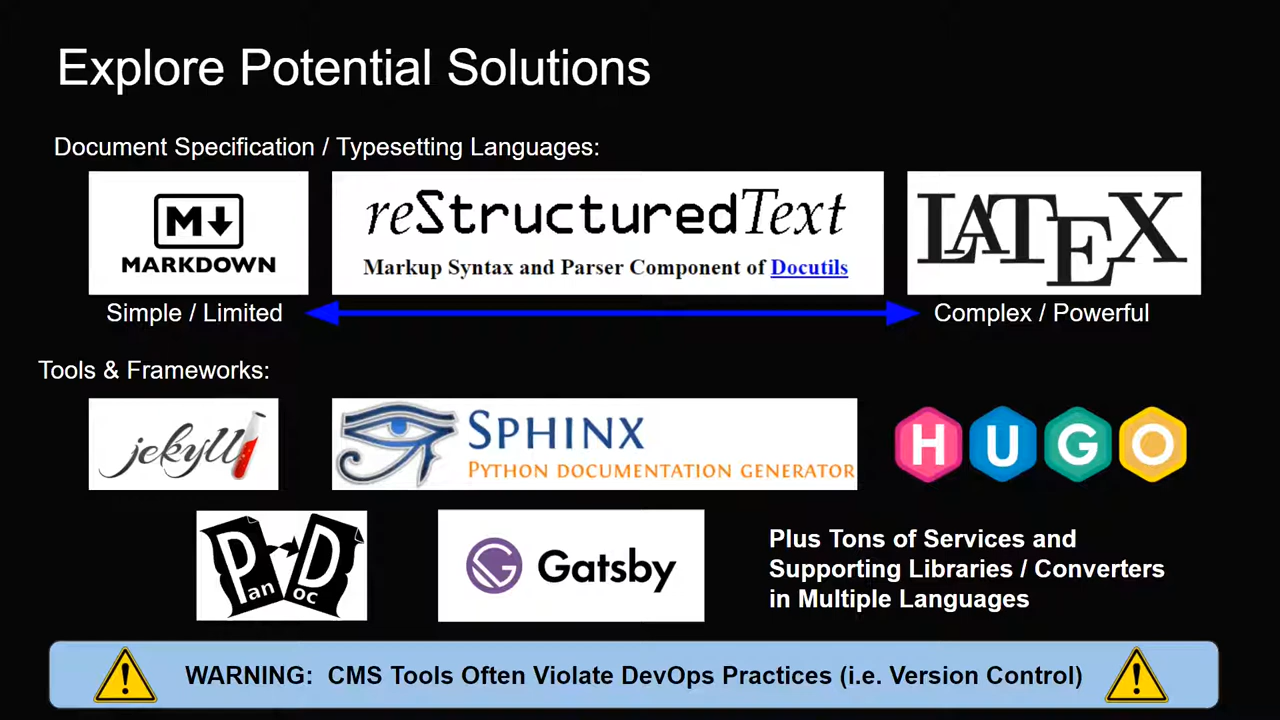 Explore Potential Solutions
Document Specification / Typesetting Languages:
M
MARKDOWN
reStructuredText
Markup Syntax and Parser Component of Docutils
LATEX
Simple / Limited
Complex / Powerful
Tools & Frameworks:
jekyll
SPHINX
PYTHON DOCUMENTATION GENERATOR
HUGO
PanDoc
Gatsby
Plus Tons of Services and
Supporting Libraries / Converters
in Multiple Languages
WARNING: CMS Tools Often Violate DevOps Practices (i.e. Version Control)